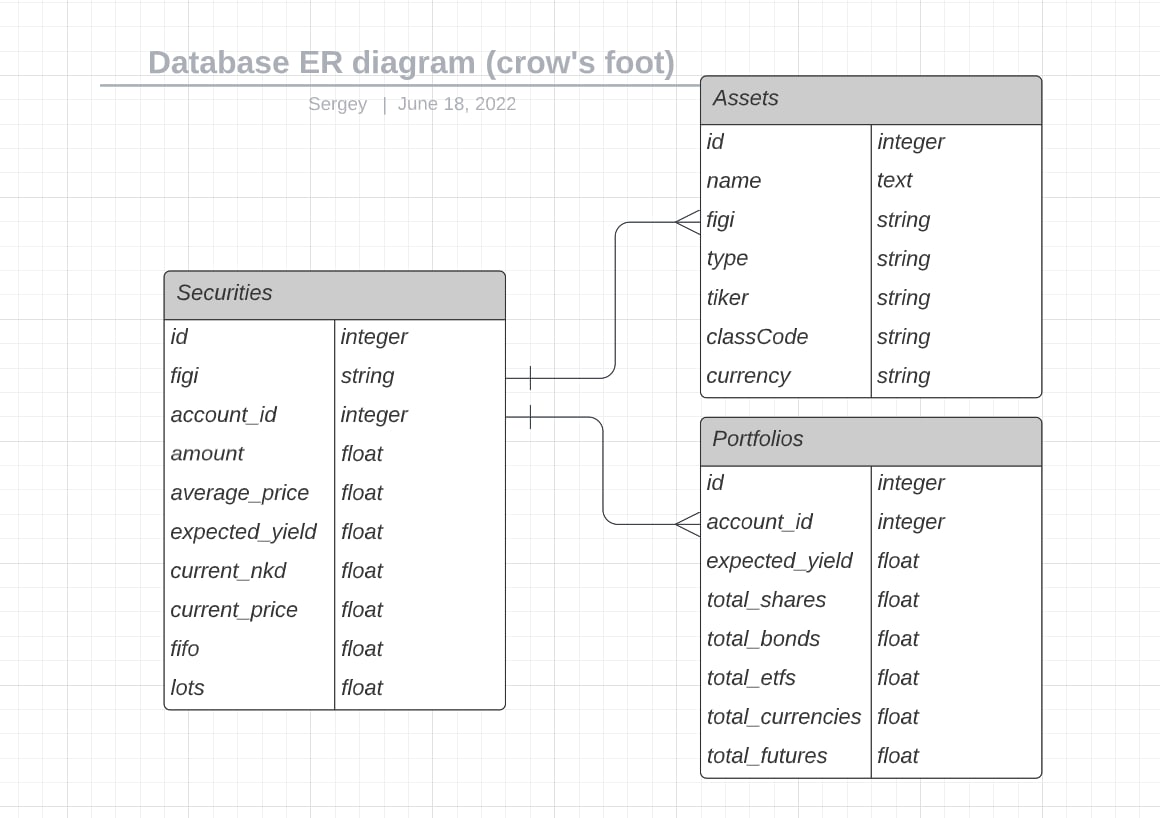 Database ER diagram (crow's foot)
Sergey | June 18, 2022
Assets
id integer
name text
figi string
type string
tiker string
classCode string
currency string
Securities
id integer
figi string
account_id integer
amount float
average_price float
expected_yield float
current_nkd float
current_price float
fifo float
lots float
Portfolios
id integer
account_id integer
expected_yield float
total_shares float
total_bonds float
total_etfs float
total_currencies float
total_futures float